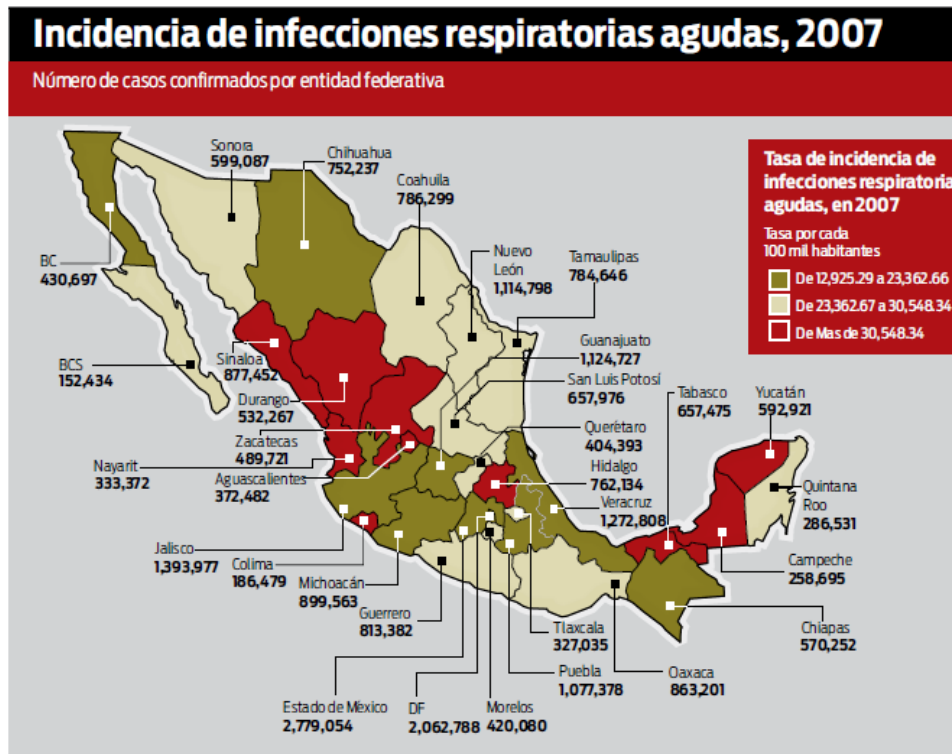 Incidencia de infecciones respiratorias agudas, 2007
Número de casos confirmados por entidad federativa
Tasa de incidencia de
infecciones respiratoria
agudas, en 2007
Tasa por cada
100 mil habitantes
De 12,925.29 a 23,362.66
De 23,362.67 a 30,548.34
De Mas de 30,548.34
Sonora
599,087
Chihuahua
752,237
Coahuila
786,299
Nuevo
León
1,114,798
Tamaulipas
784,646
BC
430,697
BCS
152,434
Sinaloa
877,452
Durango
532,267
Zacatecas
489,721
Nayarit
333,372
Aguascalientes
372,482
Guanajuato
1,124,727
San Luis Potosí
657,976
Querétaro
404,393
Hidalgo
762,134
Veracruz
1,272,808
Tabasco
657,475
Yucatán
592,921
Quintana
Roo
286,531
Campeche
258,695
Chiapas
570,252
Jalisco
1,393,977
Colima
186,479
Michoacán
899,563
Guerrero
813,382
Tlaxcala
327,035
Puebla
1,077,378
Oaxaca
863,201
Estado de México
2,779,054
DF
2,062,788
Morelos
420,080